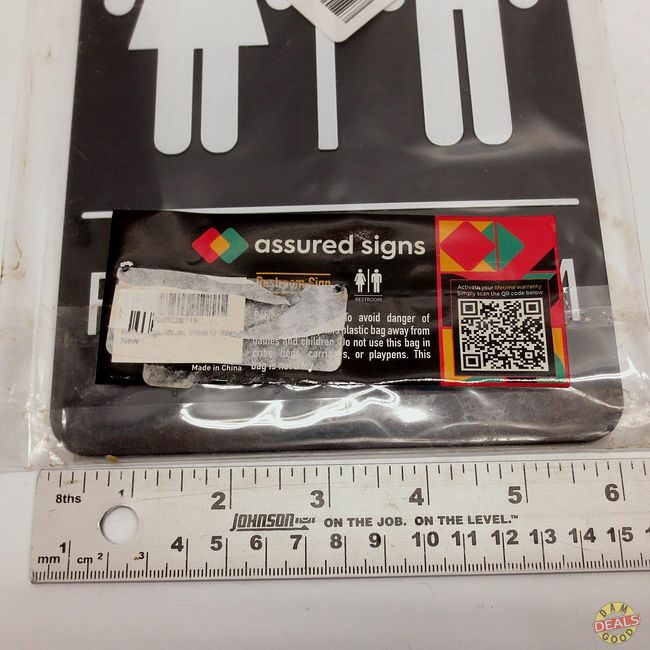 assured signs
Restroom Sign
RESTROOM
Activate your lifetime warranty
Simply scan the QR code below
To avoid danger of
plastic bag away from
babies and children. Do not use this bag in
cribs, beds, carriages, or playpens. This
bag is not a
New
Made in China
R M
8ths 1 2 3 4 5 6
JOHNSON ON THE JOB. ON THE LEVEL.™
mm 1 cm 2 3 4 5 6 7 8 9 10 11 12 13 14 15
DAM
GOOD
DEALS